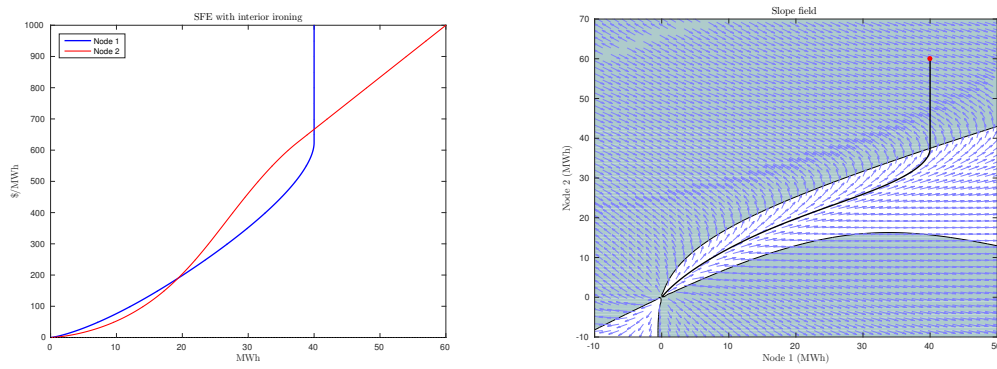 SFE with interior ironing
Node 1
Node 2
1000
900
800
700
600
500
400
300
200
100
0
$/MWh
0 10 20 30 40 50 60
MWh
Slope field
70
60
50
40
30
20
10
0
-10
Node 2 (MWh)
-10 0 10 20 30 40 50
Node 1 (MWh)